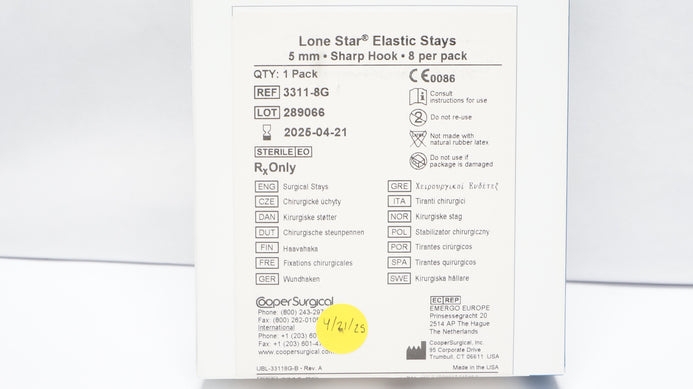 Lone Star® Elastic Stays
5 mm • Sharp Hook • 8 per pack
QTY: 1 Pack
REF 3311-8G
LOT 289066
2025-04-21
STERILE EO
RxOnly
CE0086
Consult
instructions for use
Do not re-use
Not made with
natural rubber latex
Do not use if
package is damaged
ENG Surgical Stays
CZE Chirurgické úchyty
DAN Kirurgiske støtter
DUT Chirurgische steunpennen
FIN Haavahaka
FRE Fixations chirurgicales
GER Wundhaken
GRE Χειρουργικοί Ενδέτες
ITA Tiranti chirurgici
NOR Kirurgiske stag
POL Stabilizator chirurgiczny
POR Tirantes cirúrgicos
SPA Tirantes quirúrgicos
SWE Kirurgiska hållare
CooperSurgical
Phone: (800) 243-29
Fax: (800) 262-010
International
Phone: +1 (203) 60
Fax: +1 (203) 601-4
www.coopersurgical.com
4/21/25
EC REP
EMERGO EUROPE
Prinsessegracht 20
2514 AP The Hague
The Netherlands
CooperSurgical, Inc.
95 Corporate Drive
Trumbull, CT 06611 USA
UBL-33118G-B - Rev. A
Made in the USA